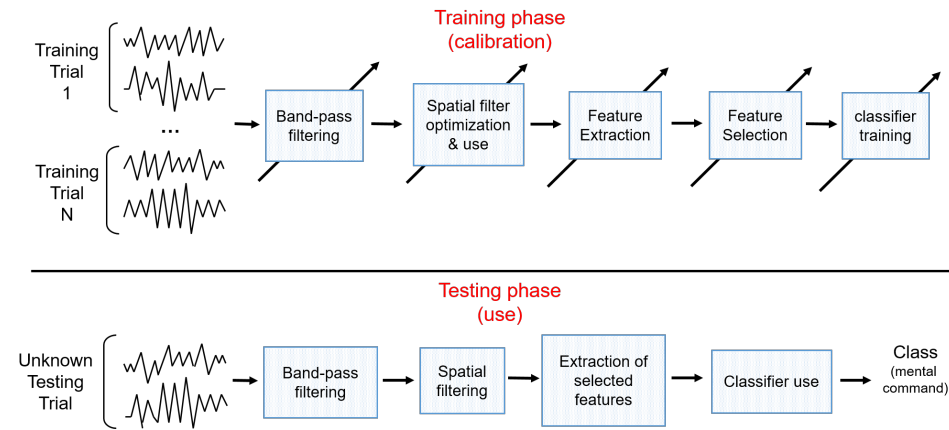 Training phase
(calibration)
Training
Trial
1
...
Training
Trial
N
Band-pass
filtering
Spatial filter
optimization
& use
Feature
Extraction
Feature
Selection
classifier
training
Testing phase
(use)
Unknown
Testing
Trial
Band-pass
filtering
Spatial
filtering
Extraction of
selected
features
Classifier use
Class
(mental
command)